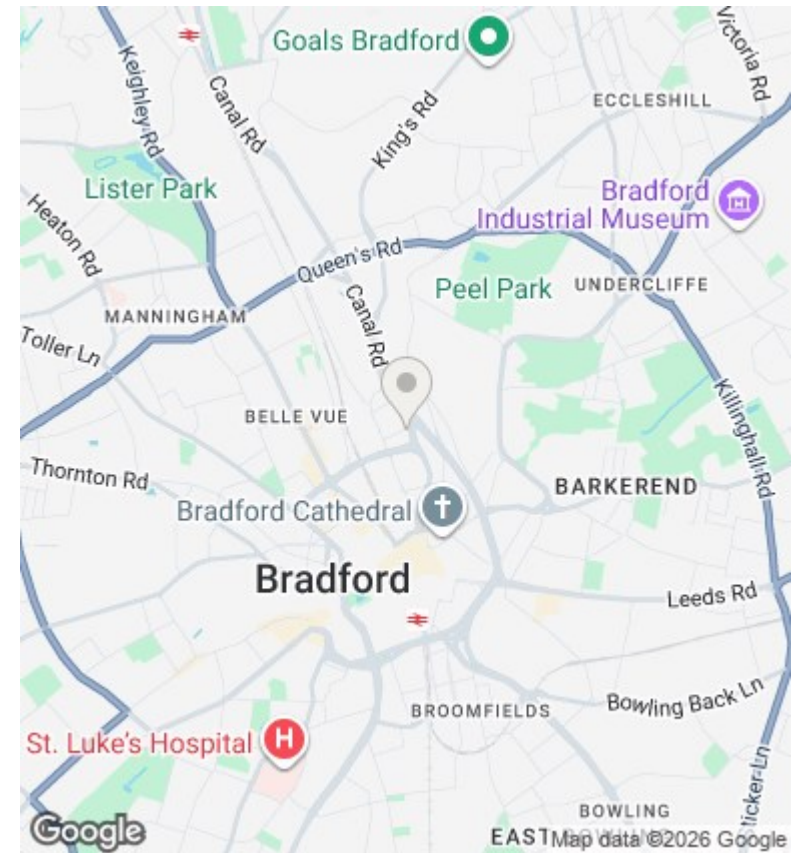 Goals Bradford
Victoria Rd
Keighley Rd
Canal Rd
King's Rd
ECCLESHILL
Lister Park
Bradford
Industrial Museum
Heaton Rd
Queen's Rd
Peel Park
UNDERCLIFFE
Canal Rd
MANNINGHAM
Toller Ln
BELLE VUE
Killinghall Rd
Thornton Rd
BARKEREND
Bradford Cathedral
Bradford
Leeds Rd
Bowling Back Ln
BROOMFIELDS
St. Luke's Hospital
H
Sticker Ln
BOWLING
EAST
Google
Map data ©2026 Google